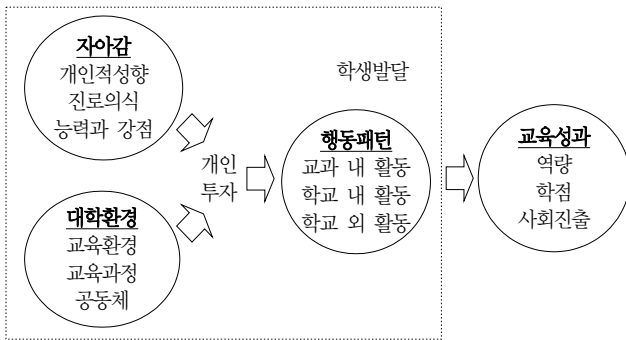 자아감
개인적성향
진로의식
능력과 강점
학생발달
개인
투자
대학환경
교육환경
교육과정
공동체
행동패턴
교과 내 활동
학교 내 활동
학교 외 활동
교육성과
역량
학점
사회진출